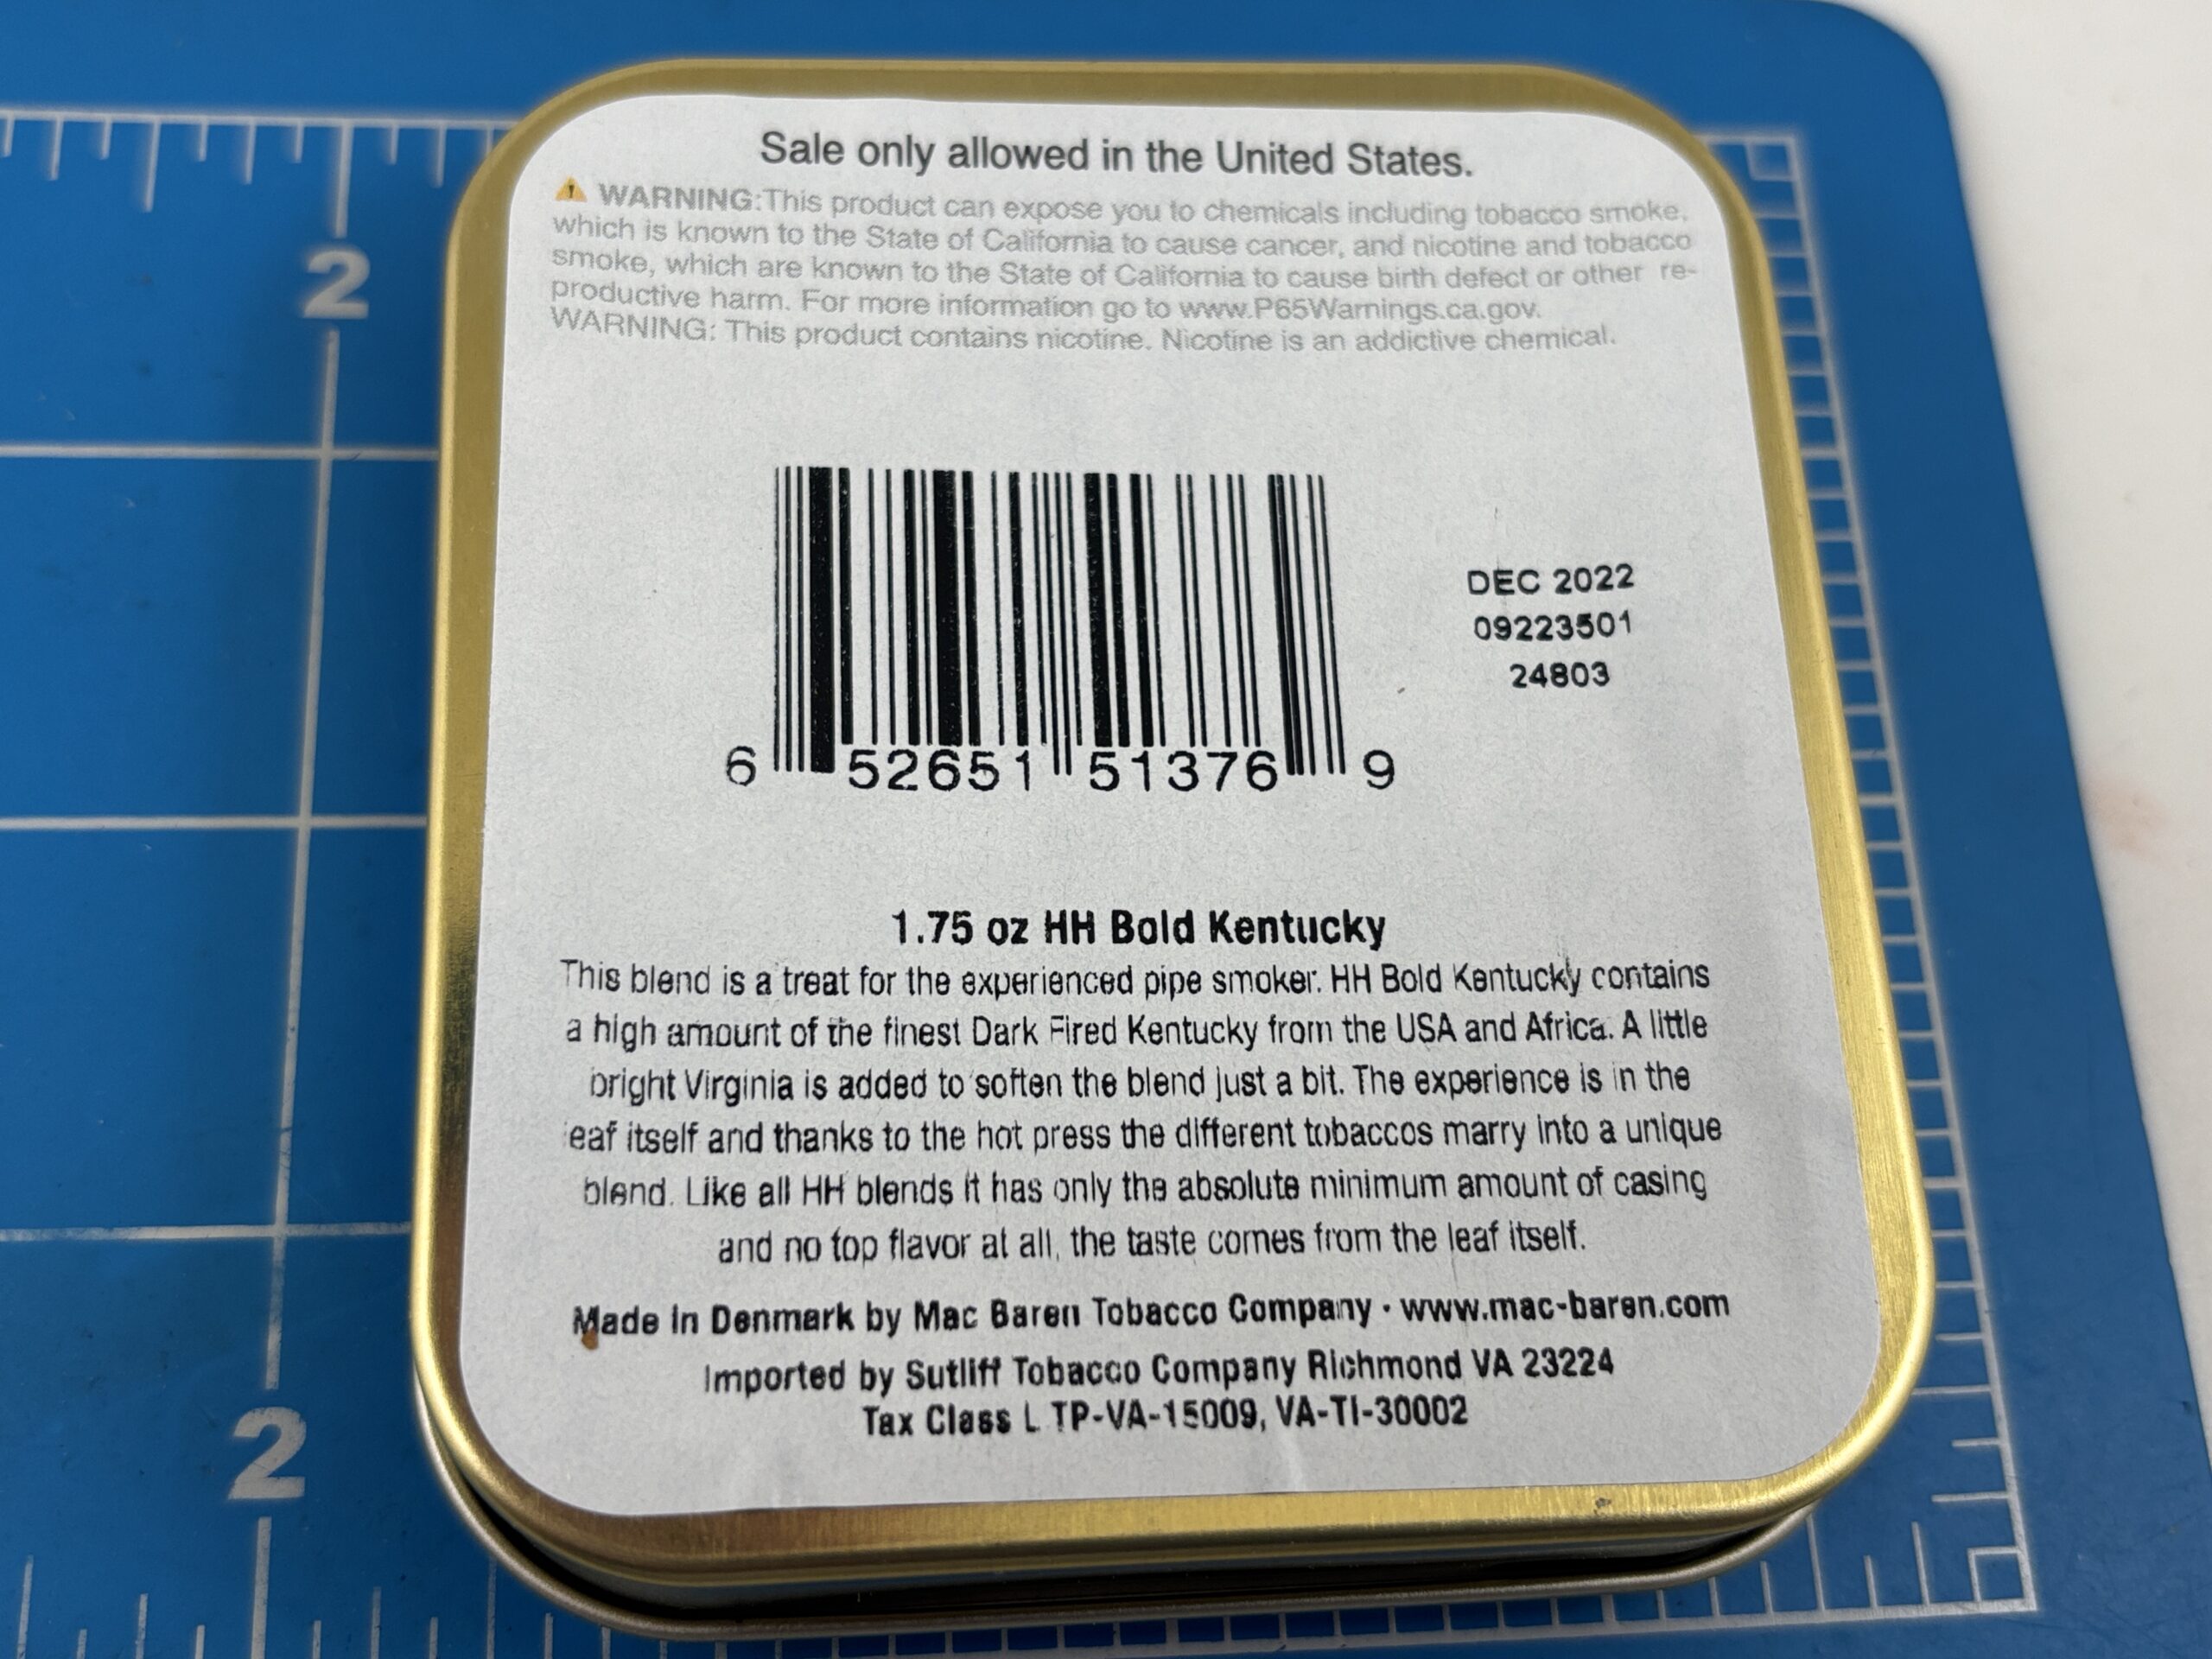 2
2
Sale only allowed in the United States.
⚠ WARNING:This product can expose you to chemicals including tobacco smoke,
which is known to the State of California to cause cancer, and nicotine and tobacco
smoke, which are known to the State of California to cause birth defect or other re-
productive harm. For more information go to www.P65Warnings.ca.gov.
WARNING: This product contains nicotine. Nicotine is an addictive chemical.
DEC 2022
09223501
24803
6 52651 51376 9
1.75 oz HH Bold Kentucky
This blend is a treat for the experienced pipe smoker. HH Bold Kentucky contains
a high amount of the finest Dark Fired Kentucky from the USA and Africa. A little
bright Virginia is added to soften the blend just a bit. The experience is in the
leaf itself and thanks to the hot press the different tobaccos marry into a unique
blend. Like all HH blends it has only the absolute minimum amount of casing
and no top flavor at all, the taste comes from the leaf itself.
Made in Denmark by Mac Baren Tobacco Company · www.mac-baren.com
Imported by Sutliff Tobacco Company Richmond VA 23224
Tax Class L TP-VA-15009, VA-TI-30002